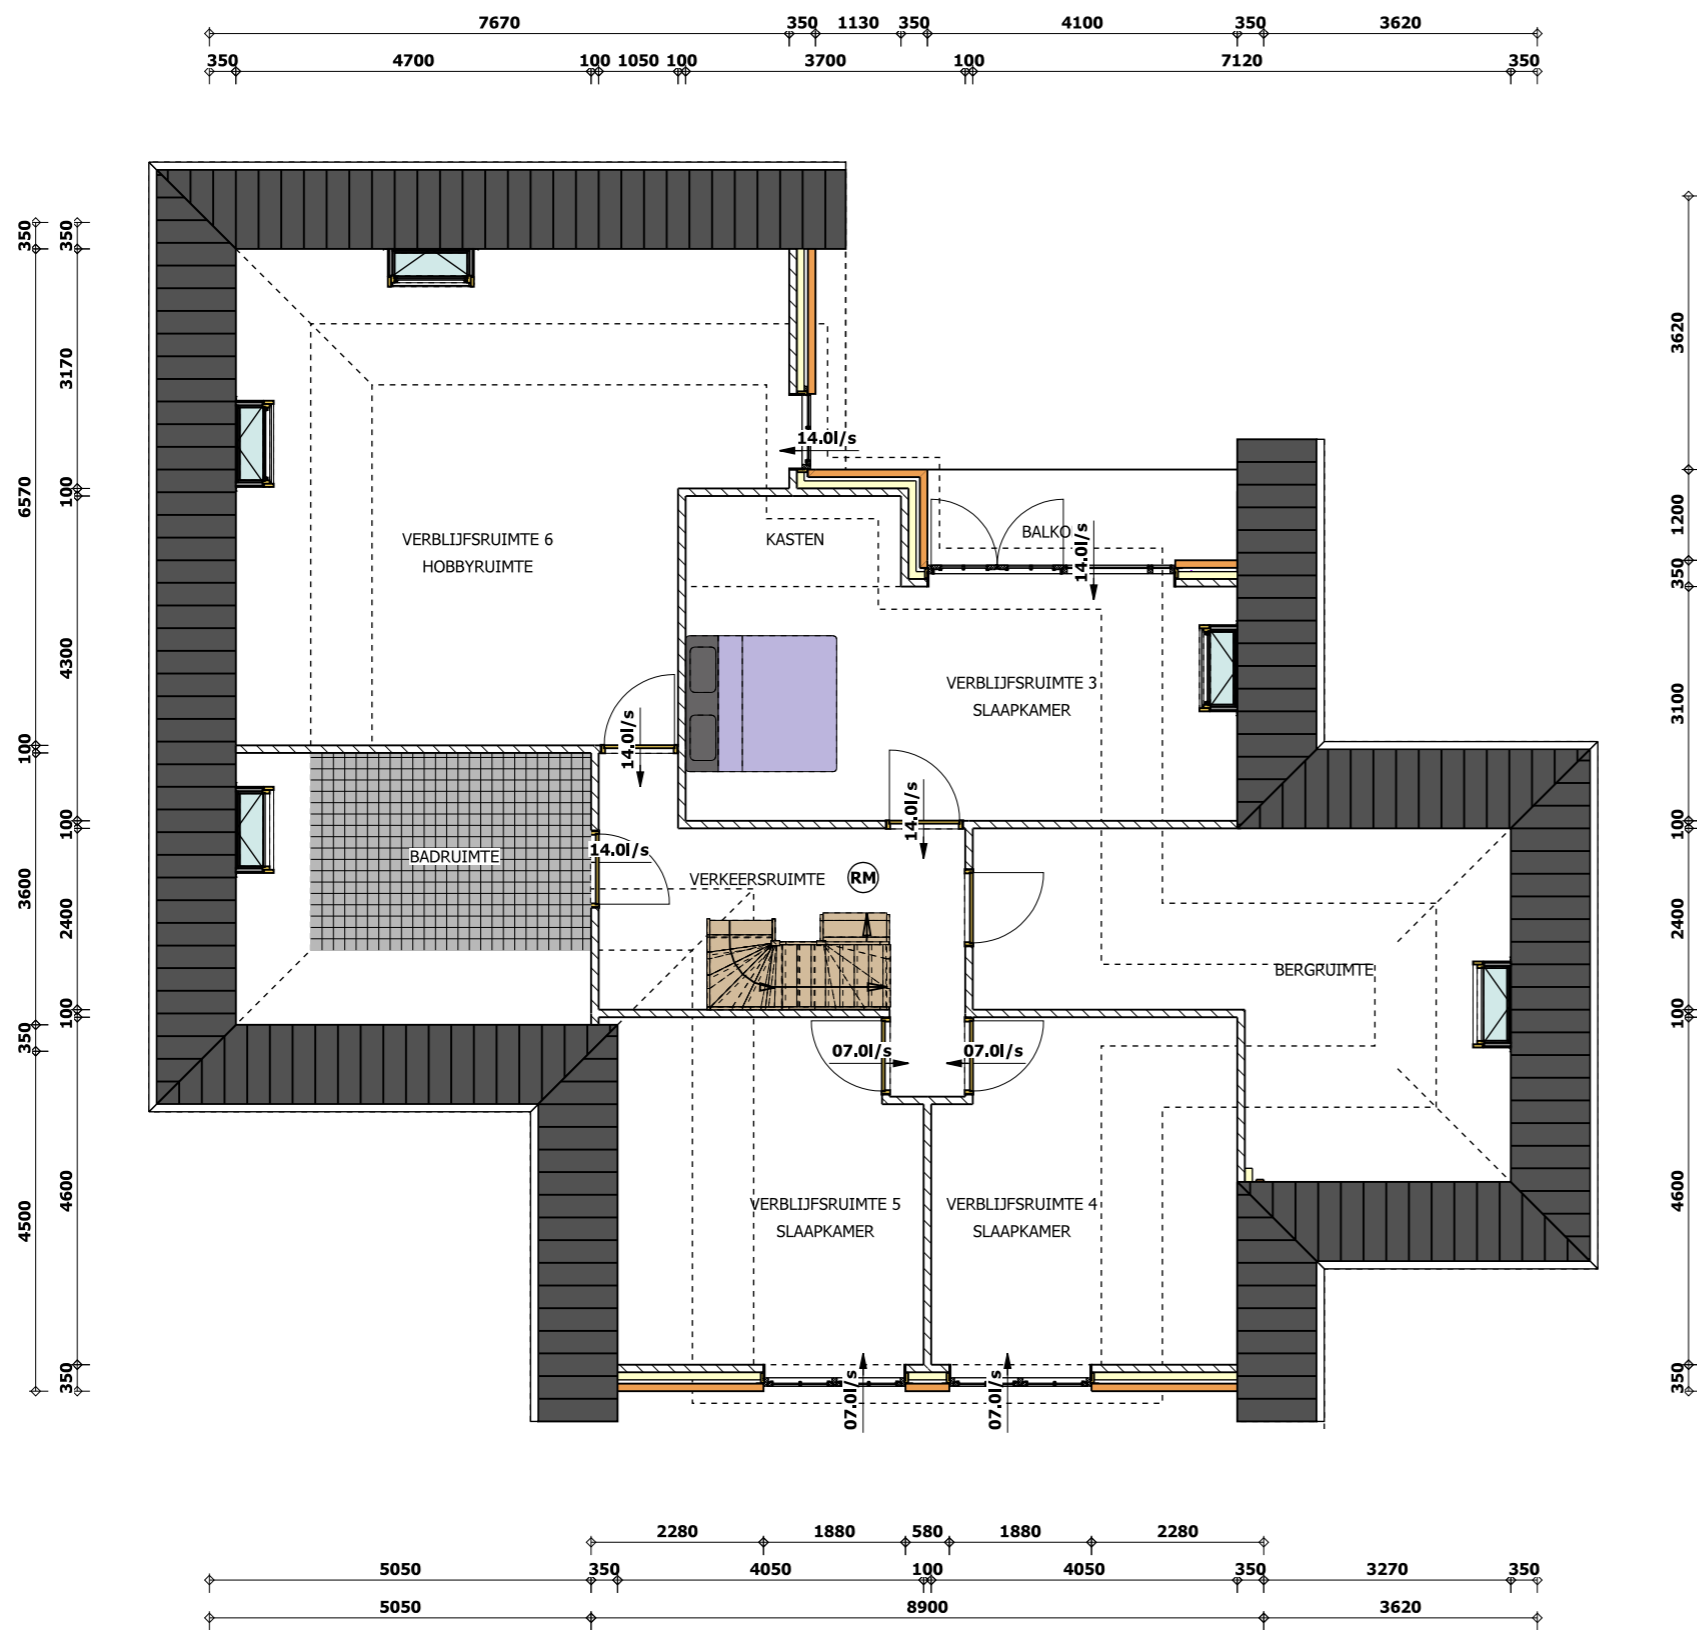 7670 350 1130 350 4100 350 3620
350 4700 100 1050 100 3700 100 7120 350
350 6570 100 3600 350 4500
350 3170 100 4300 100 2400 100 4600 350
3620 1200 350 3100 100 2400 100 4600 350
14.0l/s
VERBLIJFSRUIMTE 6
HOBBYRUIMTE
KASTEN
BALKO
14.0l/s
VERBLIJFSRUIMTE 3
SLAAPKAMER
14.0l/s
14.0l/s
BADRUIMTE
14.0l/s
VERKEERSRUIMTE
RM
BERGRUIMTE
07.0l/s 07.0l/s
VERBLIJFSRUIMTE 5
SLAAPKAMER
VERBLIJFSRUIMTE 4
SLAAPKAMER
07.0l/s 07.0l/s
2280 1880 580 1880 2280
5050 350 4050 100 4050 350 3270 350
5050 8900 3620